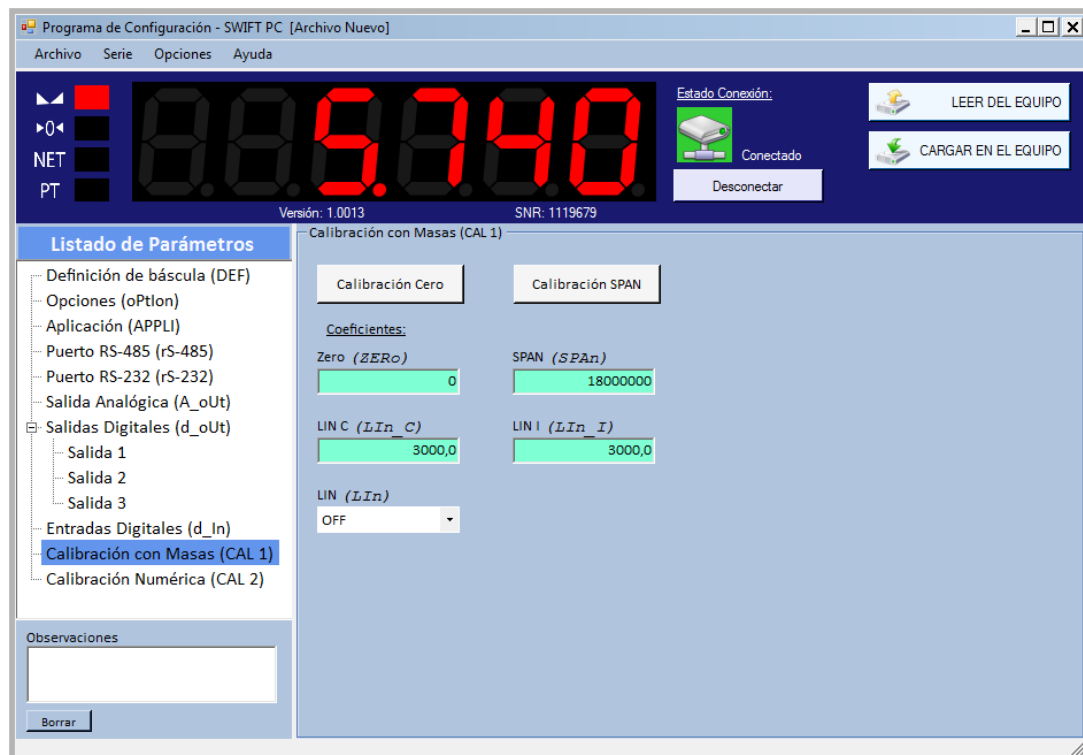 Programa de Configuración - SWIFT PC [Archivo Nuevo]
Archivo Serie Opciones Ayuda
►0◄
NET
PT
5.740
Versión: 1.0013
SNR: 1119679
Estado Conexión:
Conectado
Desconectar
LEER DEL EQUIPO
CARGAR EN EL EQUIPO
Listado de Parámetros
Definición de báscula (DEF)
Opciones (oPtIon)
Aplicación (APPLI)
Puerto RS-485 (rS-485)
Puerto RS-232 (rS-232)
Salida Analógica (A_oUt)
Salidas Digitales (d_oUt)
Salida 1
Salida 2
Salida 3
Entradas Digitales (d_In)
Calibración con Masas (CAL 1)
Calibración Numérica (CAL 2)
Observaciones
Borrar
Calibración con Masas (CAL 1)
Calibración Cero
Calibración SPAN
Coeficientes:
Zero (ZERo)
SPAN (SPAn)
0
18000000
LIN C (LIn_C)
LIN I (LIn_I)
3000,0
3000,0
LIN (LIn)
OFF